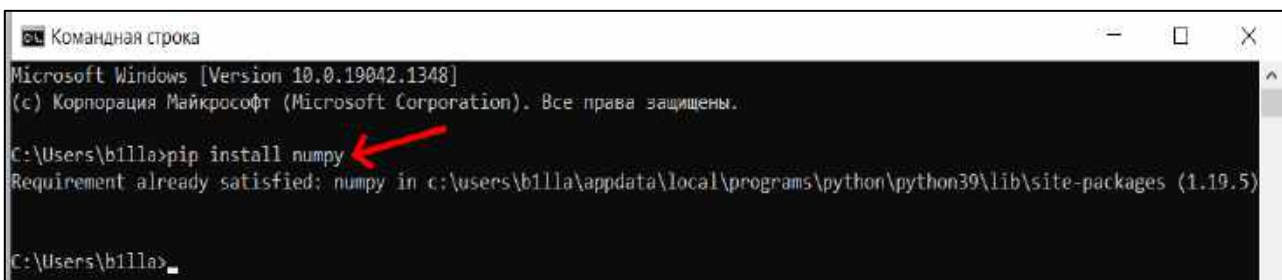 Командная строка
Microsoft Windows [Version 10.0.19042.1348]
(c) Корпорация Майкрософт (Microsoft Corporation). Все права защищены.
C:\Users\b1lla>pip install numpy
Requirement already satisfied: numpy in c:\users\b1lla\appdata\local\programs\python\python39\lib\site-packages (1.19.5)
C:\Users\b1lla>